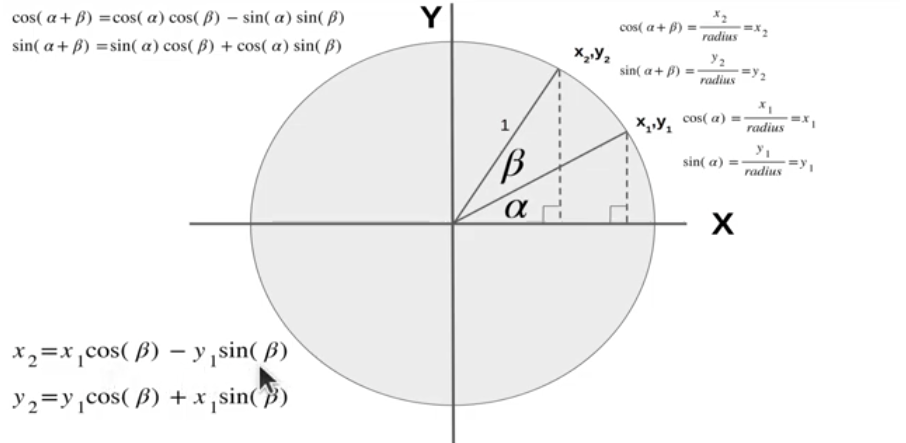 cos( α + β) =cos( α) cos( β) − sin( α) sin( β)
sin( α + β) =sin( α) cos( β) + cos( α) sin( β)
Y
cos( α + β) = x₂/radius =x₂
x₂,y₂
sin( α + β) = y₂/radius =y₂
1
x₁,y₁
cos( α) = x₁/radius =x₁
β
sin( α) = y₁/radius =y₁
α
X
x₂=x₁cos( β) − y₁sin( β)
y₂=y₁cos( β) + x₁sin( β)